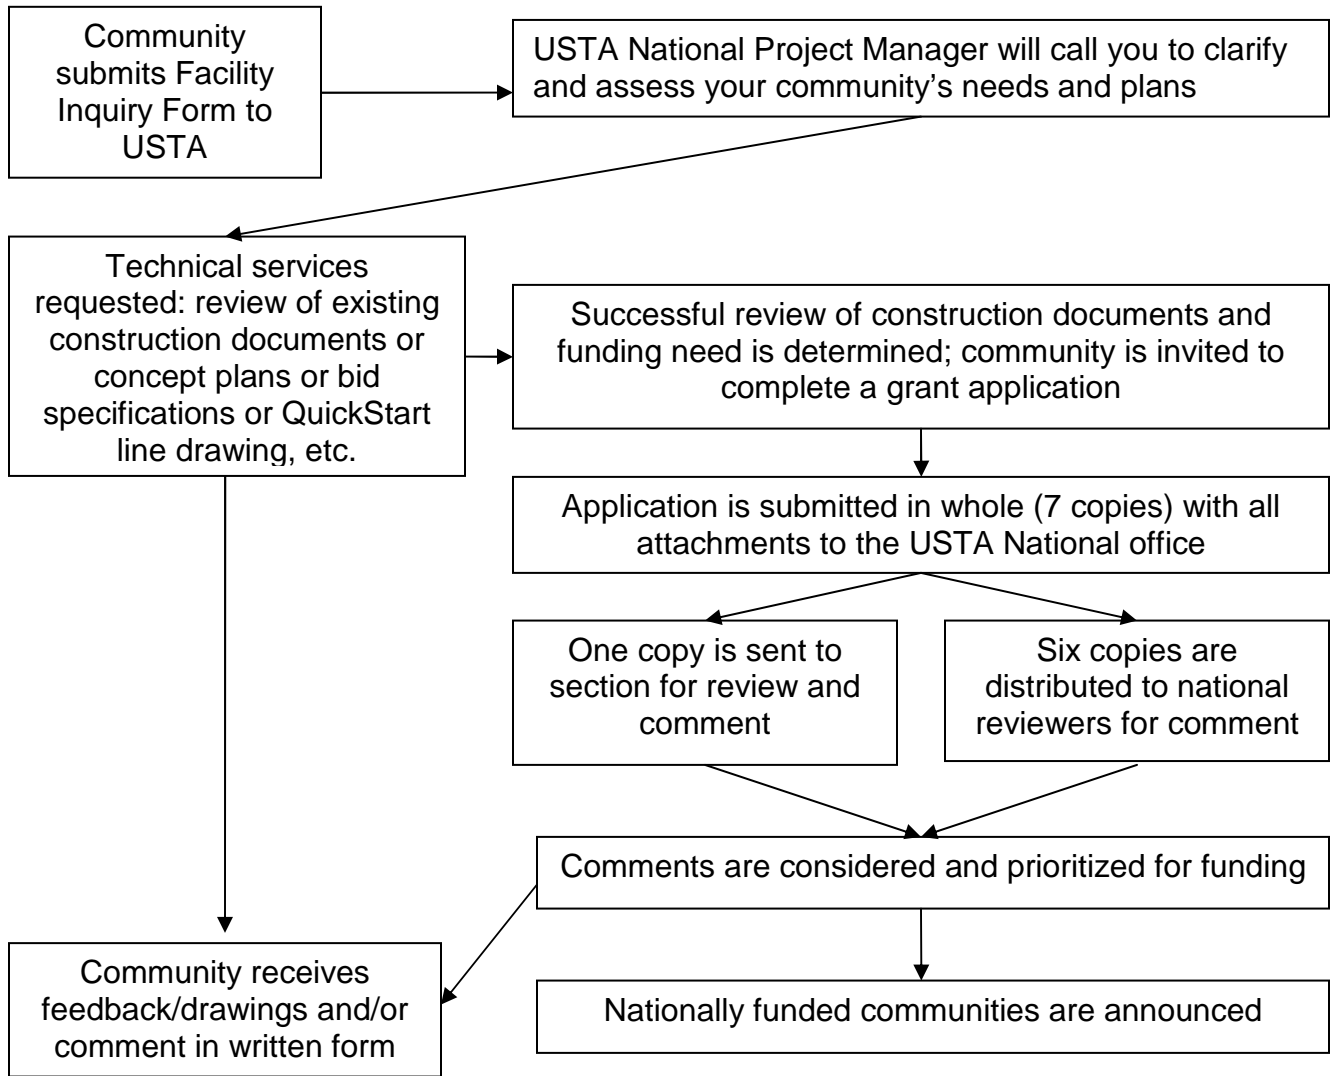 Community
submits Facility
Inquiry Form to
USTA
USTA National Project Manager will call you to clarify
and assess your community’s needs and plans
Technical services
requested: review of existing
construction documents or
concept plans or bid
specifications or QuickStart
line drawing, etc.
Successful review of construction documents and
funding need is determined; community is invited to
complete a grant application
Application is submitted in whole (7 copies) with all
attachments to the USTA National office
One copy is sent to
section for review and
comment
Six copies are
distributed to national
reviewers for comment
Comments are considered and prioritized for funding
Community receives
feedback/drawings and/or
comment in written form
Nationally funded communities are announced